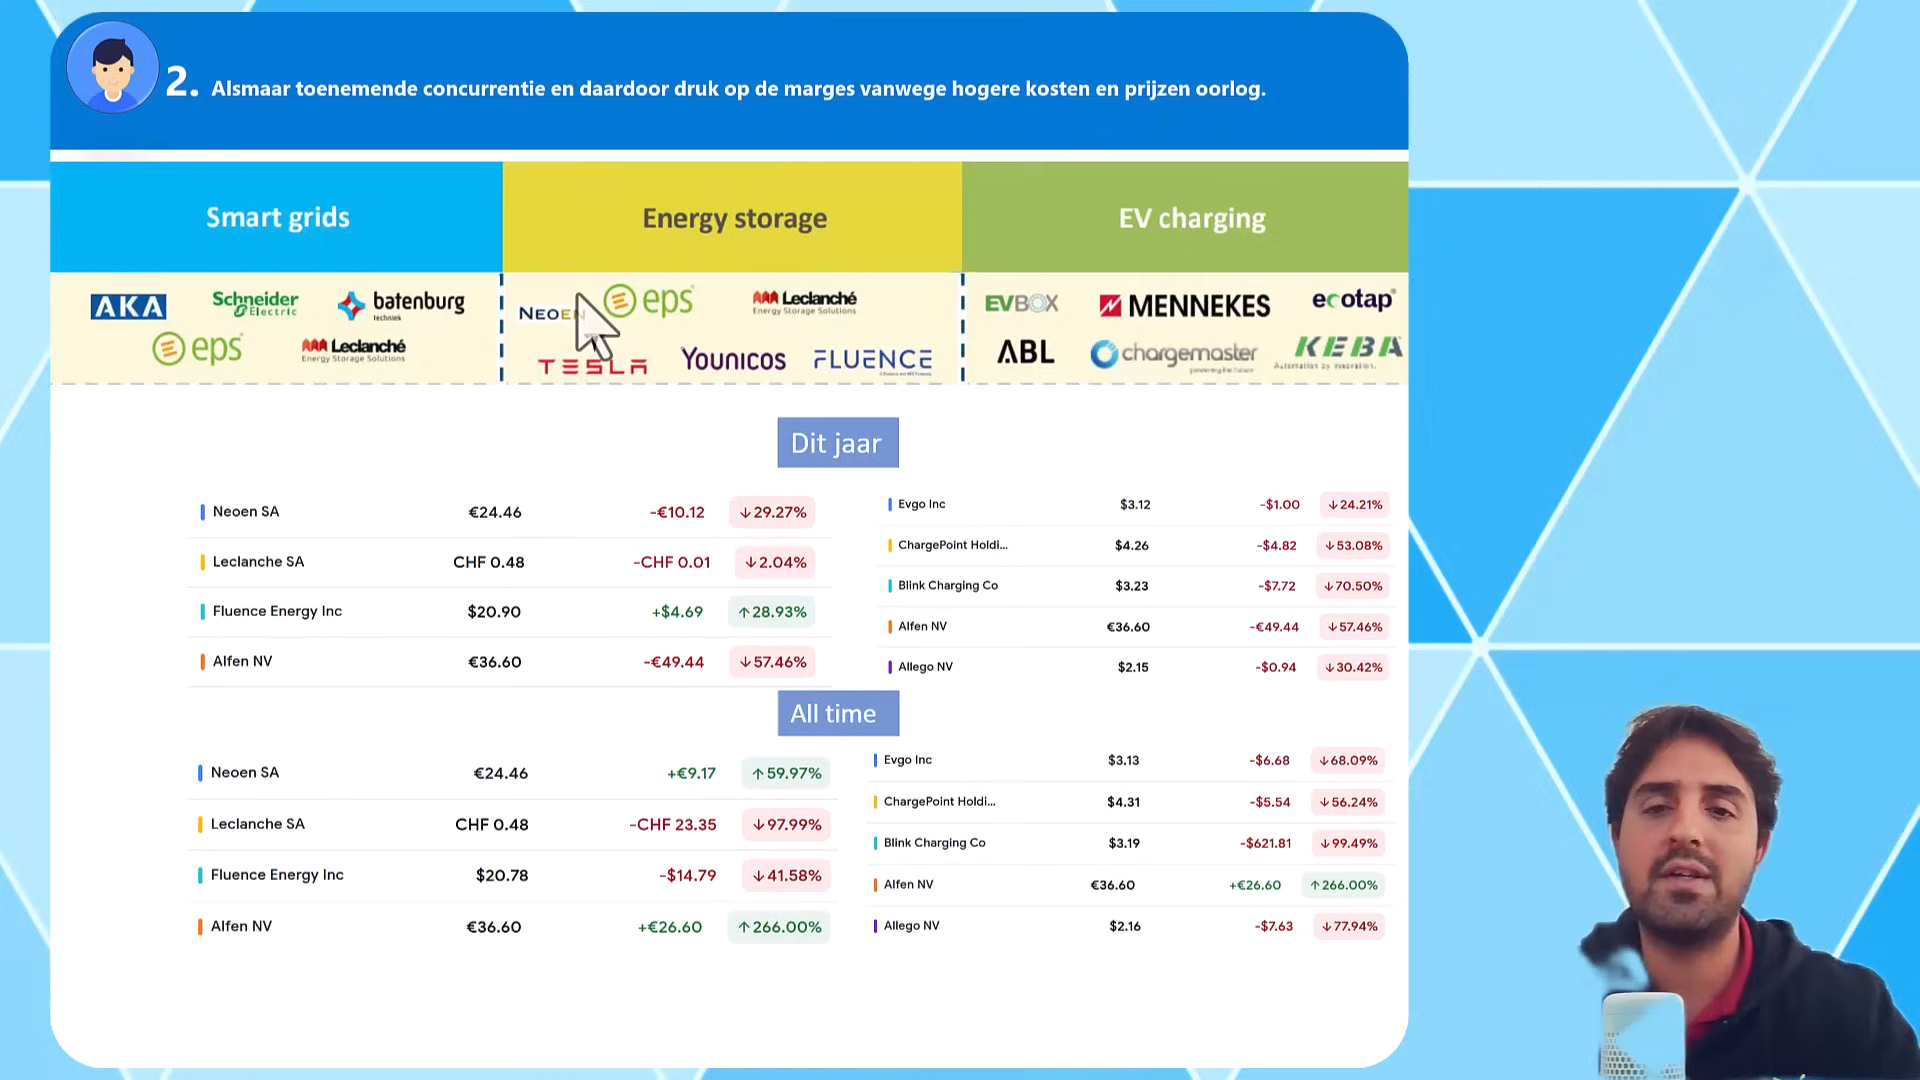 2. Alsmaar toenemende concurrentie en daardoor druk op de marges vanwege hogere kosten en prijzen oorlog.
Smart grids
Energy storage
EV charging
AKA
Schneider Electric
batenburg techniek
eps
Leclanché
Energy Storage Solutions
NEOEN
eps
Leclanché
Energy Storage Solutions
TESLA
Younicos
FLUENCE
EVBOX
MENNEKES
ecotap
ABL
chargemaster
KEBA
Automation by innovation.
Dit jaar
Neoen SA €24.46 -€10.12 ↓29.27%
Leclanche SA CHF 0.48 -CHF 0.01 ↓2.04%
Fluence Energy Inc $20.90 +$4.69 ↑28.93%
Alfen NV €36.60 -€49.44 ↓57.46%
Evgo Inc $3.12 -$1.00 ↓24.21%
ChargePoint Holdi... $4.26 -$4.82 ↓53.08%
Blink Charging Co $3.23 -$7.72 ↓70.50%
Alfen NV €36.60 -€49.44 ↓57.46%
Allego NV $2.15 -$0.94 ↓30.42%
All time
Neoen SA €24.46 +€9.17 ↑59.97%
Leclanche SA CHF 0.48 -CHF 23.35 ↓97.99%
Fluence Energy Inc $20.78 -$14.79 ↓41.58%
Alfen NV €36.60 +€26.60 ↑266.00%
Evgo Inc $3.13 -$6.68 ↓68.09%
ChargePoint Holdi... $4.31 -$5.54 ↓56.24%
Blink Charging Co $3.19 -$621.81 ↓99.49%
Alfen NV €36.60 +€26.60 ↑266.00%
Allego NV $2.16 -$7.63 ↓77.94%